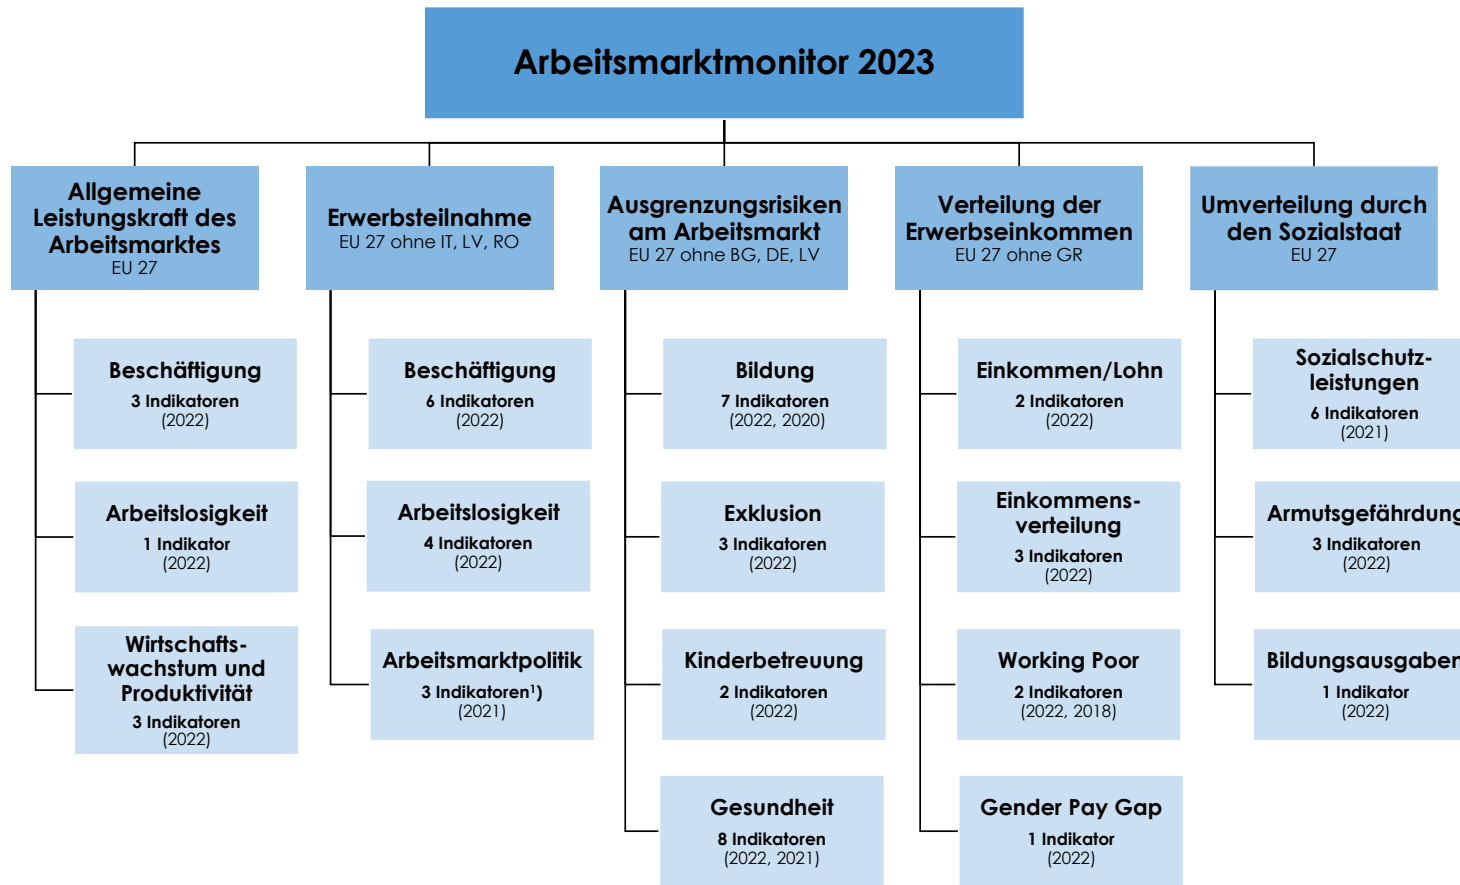 Arbeitsmarktmonitor 2023
Allgemeine
Leistungskraft des
Arbeitsmarktes
EU 27
Erwerbsteilnahme
EU 27 ohne IT, LV, RO
Ausgrenzungsrisiken
am Arbeitsmarkt
EU 27 ohne BG, DE, LV
Verteilung der
Erwerbseinkommen
EU 27 ohne GR
Umverteilung durch
den Sozialstaat
EU 27
Beschäftigung
3 Indikatoren
(2022)
Arbeitslosigkeit
1 Indikator
(2022)
Wirtschafts-
wachstum und
Produktivität
3 Indikatoren
(2022)
Beschäftigung
6 Indikatoren
(2022)
Arbeitslosigkeit
4 Indikatoren
(2022)
Arbeitsmarktpolitik
3 Indikatoren¹)
(2021)
Bildung
7 Indikatoren
(2022, 2020)
Exklusion
3 Indikatoren
(2022)
Kinderbetreuung
2 Indikatoren
(2022)
Gesundheit
8 Indikatoren
(2022, 2021)
Einkommen/Lohn
2 Indikatoren
(2022)
Einkommens-
verteilung
3 Indikatoren
(2022)
Working Poor
2 Indikatoren
(2022, 2018)
Gender Pay Gap
1 Indikator
(2022)
Sozialschutz-
leistungen
6 Indikatoren
(2021)
Armutsgefährdung
3 Indikatoren
(2022)
Bildungsausgaben
1 Indikator
(2022)